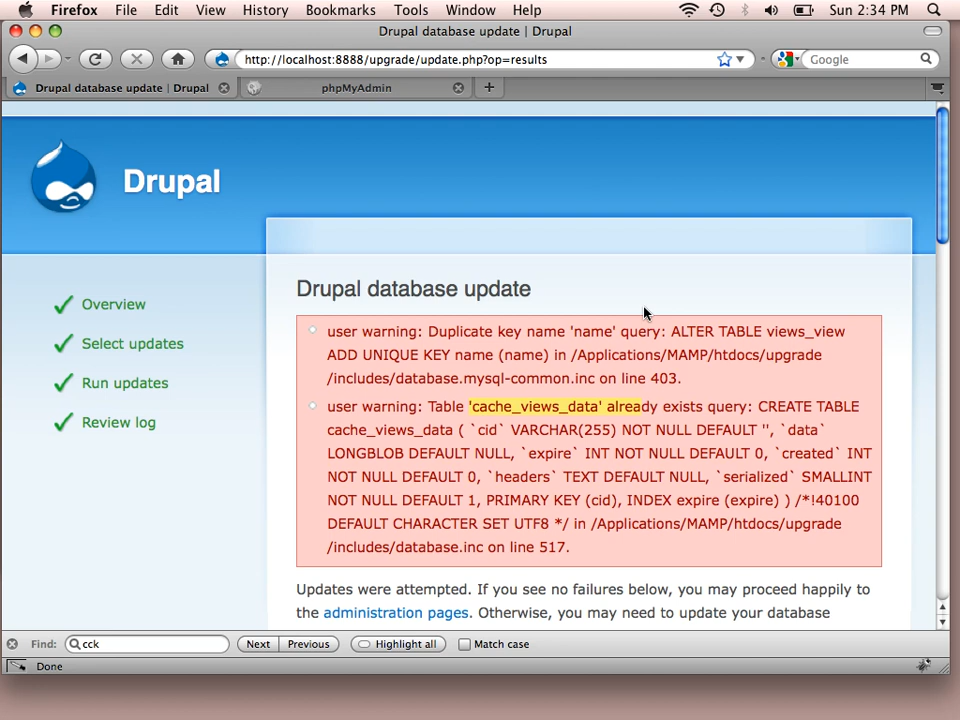 Firefox File Edit View History Bookmarks Tools Window Help Sun 2:34 PM
Drupal database update | Drupal
http://localhost:8888/upgrade/update.php?op=results
Google
Drupal database update | Drupal
phpMyAdmin
Drupal
Overview
Select updates
Run updates
Review log
Drupal database update
user warning: Duplicate key name 'name' query: ALTER TABLE views_view
ADD UNIQUE KEY name (name) in /Applications/MAMP/htdocs/upgrade
/includes/database.mysql-common.inc on line 403.
user warning: Table 'cache_views_data' already exists query: CREATE TABLE
cache_views_data ( `cid` VARCHAR(255) NOT NULL DEFAULT '', `data`
LONGBLOB DEFAULT NULL, `expire` INT NOT NULL DEFAULT 0, `created` INT
NOT NULL DEFAULT 0, `headers` TEXT DEFAULT NULL, `serialized` SMALLINT
NOT NULL DEFAULT 1, PRIMARY KEY (cid), INDEX expire (expire) ) /*!40100
DEFAULT CHARACTER SET UTF8 */ in /Applications/MAMP/htdocs/upgrade
/includes/database.inc on line 517.
Updates were attempted. If you see no failures below, you may proceed happily to
the administration pages. Otherwise, you may need to update your database
Find: cck Next Previous Highlight all Match case
Done